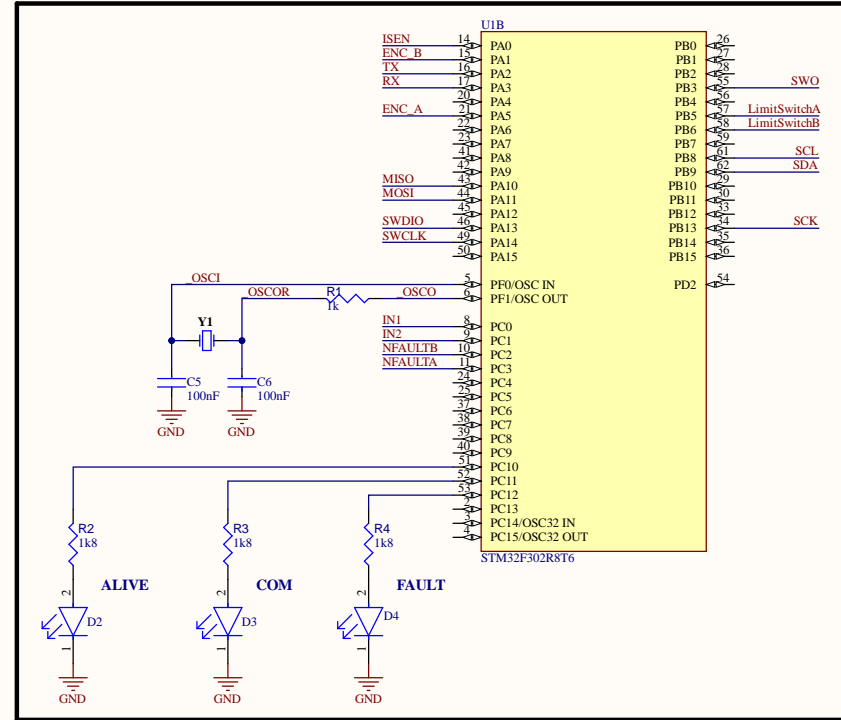 U1B
ISEN 14 PA0 PB0 26
ENC_B 15 PA1 PB1 27
TX 16 PA2 PB2 28
RX 17 PA3 PB3 55 SWO
20 PA4 PB4 56
ENC_A 21 PA5 PB5 57 LimitSwitchA
22 PA6 PB6 58 LimitSwitchB
23 PA7 PB7 59
41 PA8 PB8 61 SCL
42 PA9 PB9 62 SDA
MISO 43 PA10 PB10 29
MOSI 44 PA11 PB11 30
45 PA12 PB12 33
SWDIO 46 PA13 PB13 34 SCK
SWCLK 49 PA14 PB14 35
50 PA15 PB15 36
_OSCI 5 PF0/OSC IN PD2 54
_OSCOR R1 _OSCO 6 PF1/OSC OUT
1k
Y1
IN1 8 PC0
IN2 9 PC1
NFAULTB 10 PC2
NFAULTA 11 PC3
C5 C6 24 PC4
100nF 100nF 25 PC5
37 PC6
GND GND 38 PC7
39 PC8
40 PC9
51 PC10
52 PC11
53 PC12
2 PC13
3 PC14/OSC32 IN
4 PC15/OSC32 OUT
STM32F302R8T6
R2 R3 R4
1k8 1k8 1k8
ALIVE COM FAULT
2 2 2
D2 D3 D4
1 1 1
GND GND GND